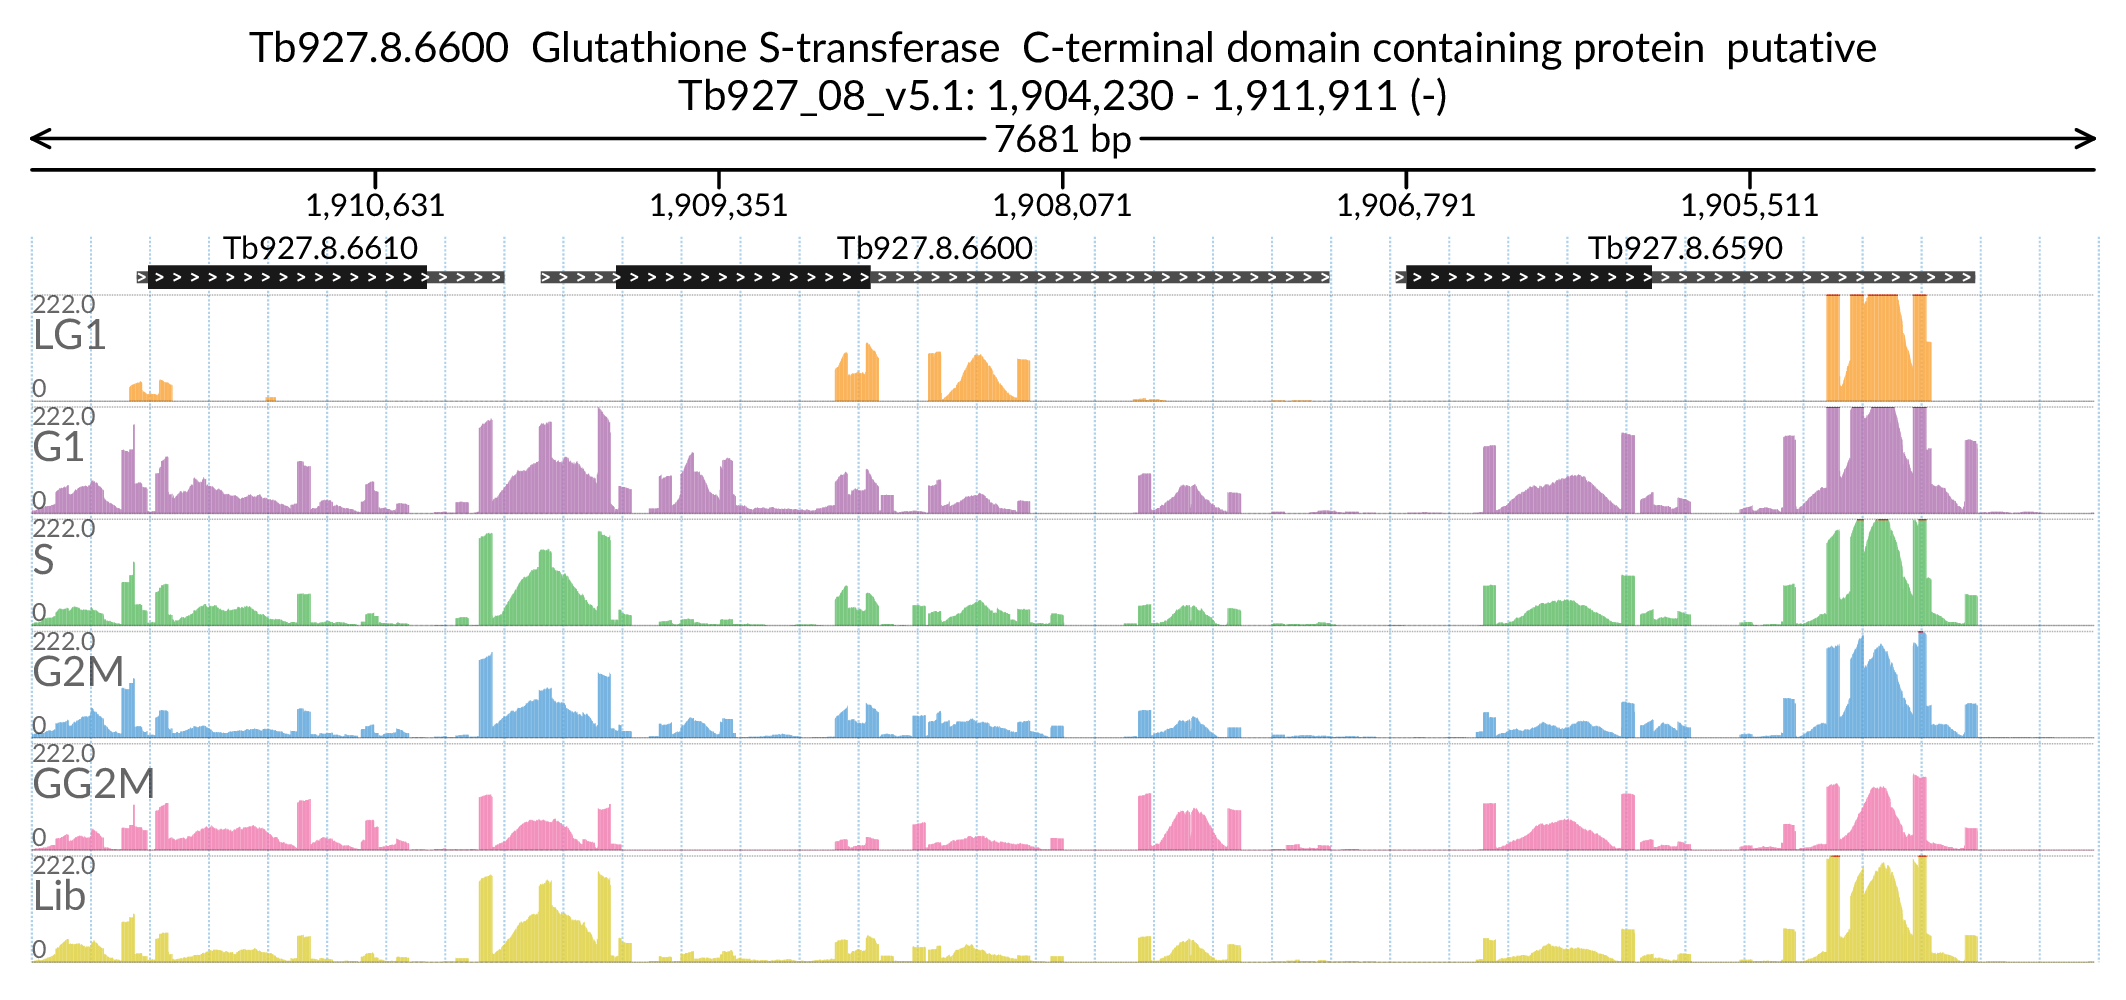 Tb927.8.6600  Glutathione S-transferase  C-terminal domain containing protein  putative
Tb927_08_v5.1: 1,904,230 - 1,911,911 (-)
7681 bp
1,910,631 1,909,351 1,908,071 1,906,791 1,905,511
Tb927.8.6610 Tb927.8.6600 Tb927.8.6590
222.0
LG1
0
222.0
G1
0
222.0
S
0
222.0
G2M
0
222.0
GG2M
0
222.0
Lib
0